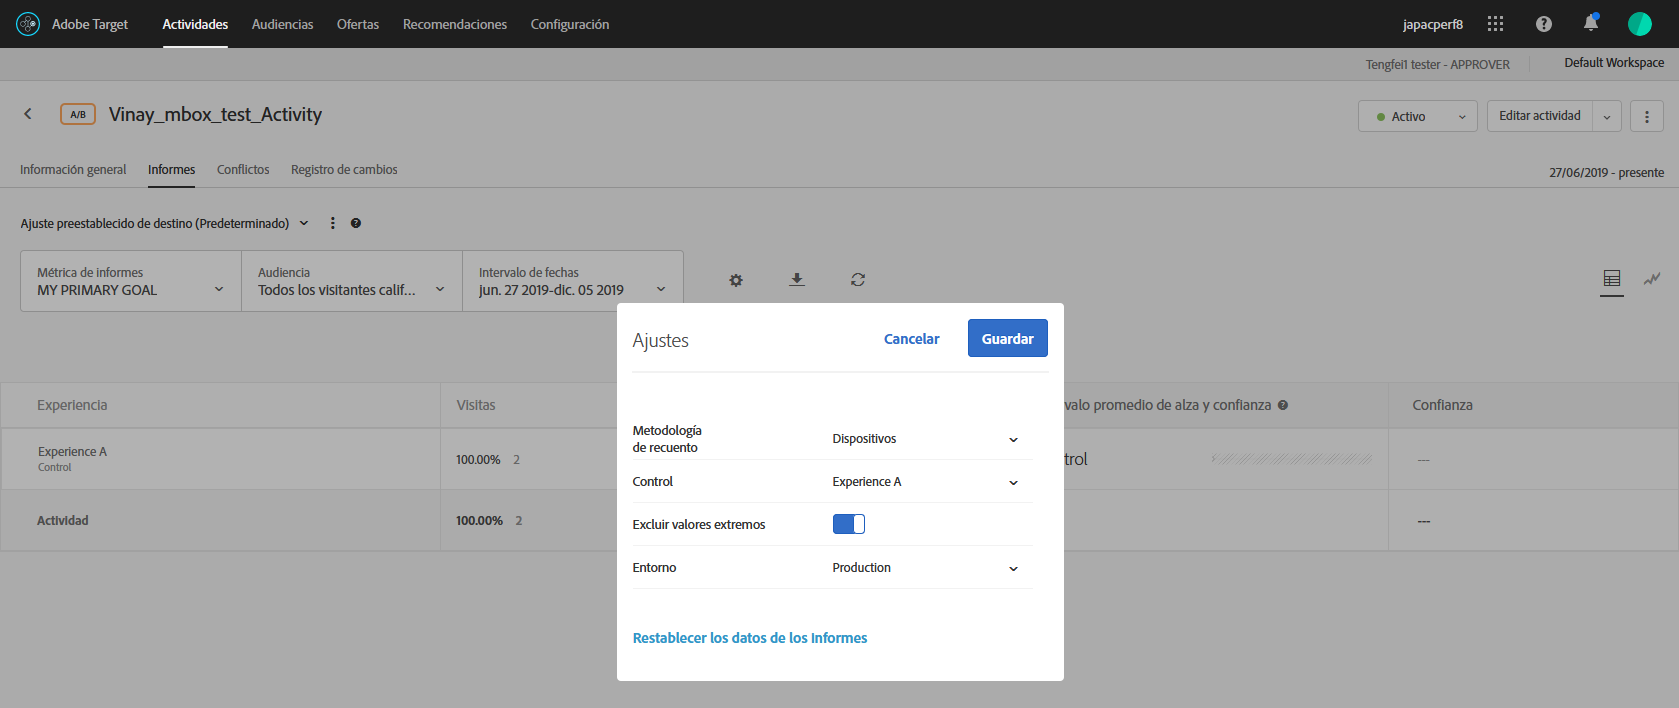 Adobe Target
Actividades
Audiencias
Ofertas
Recomendaciones
Configuración
japacperf8
Tengfei1 tester - APPROVER
Default Workspace
A/B
Vinay_mbox_test_Activity
Activo
Editar actividad
Información general
Informes
Conflictos
Registro de cambios
27/06/2019 - presente
Ajuste preestablecido de destino (Predeterminado)
Métrica de informes
MY PRIMARY GOAL
Audiencia
Todos los visitantes calif...
Intervalo de fechas
jun. 27 2019-dic. 05 2019
Ajustes
Cancelar
Guardar
Experiencia
Visitas
valo promedio de alza y confianza
Confianza
Experience A
Control
100.00% 2
trol
---
Actividad
100.00% 2
---
Metodología
de recuento
Dispositivos
Control
Experience A
Excluir valores extremos
Entorno
Production
Restablecer los datos de los Informes